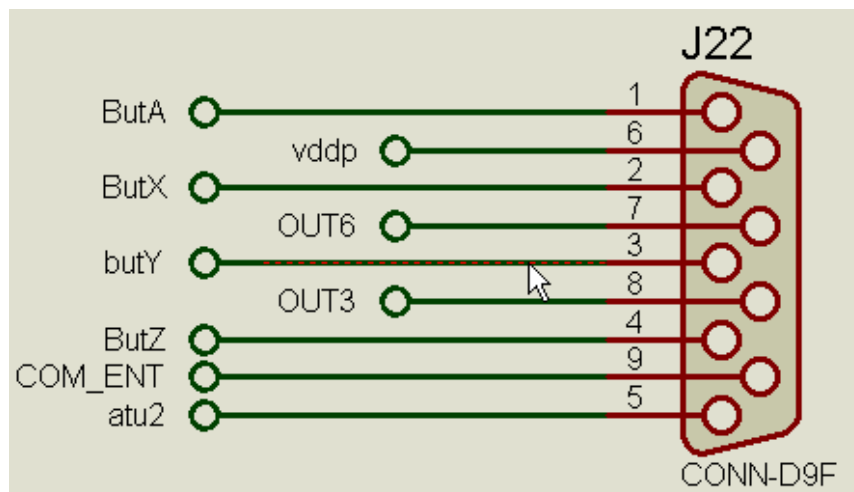 J22
ButA 1
vddp 6
ButX 2
OUT6 7
butY 3
OUT3 8
ButZ 4
COM_ENT 9
atu2 5
CONN-D9F